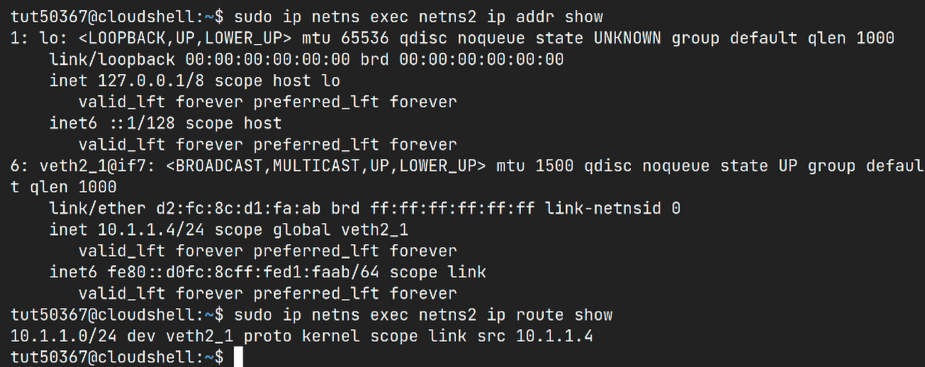 tut50367@cloudshell:~$ sudo ip netns exec netns2 ip addr show
1: lo: <LOOPBACK,UP,LOWER_UP> mtu 65536 qdisc noqueue state UNKNOWN group default qlen 1000
    link/loopback 00:00:00:00:00:00 brd 00:00:00:00:00:00
    inet 127.0.0.1/8 scope host lo
       valid_lft forever preferred_lft forever
    inet6 ::1/128 scope host
       valid_lft forever preferred_lft forever
6: veth2_1@if7: <BROADCAST,MULTICAST,UP,LOWER_UP> mtu 1500 qdisc noqueue state UP group defaul
t qlen 1000
    link/ether d2:fc:8c:d1:fa:ab brd ff:ff:ff:ff:ff:ff link-netnsid 0
    inet 10.1.1.4/24 scope global veth2_1
       valid_lft forever preferred_lft forever
    inet6 fe80::d0fc:8cff:fed1:faab/64 scope link
       valid_lft forever preferred_lft forever
tut50367@cloudshell:~$ sudo ip netns exec netns2 ip route show
10.1.1.0/24 dev veth2_1 proto kernel scope link src 10.1.1.4
tut50367@cloudshell:~$